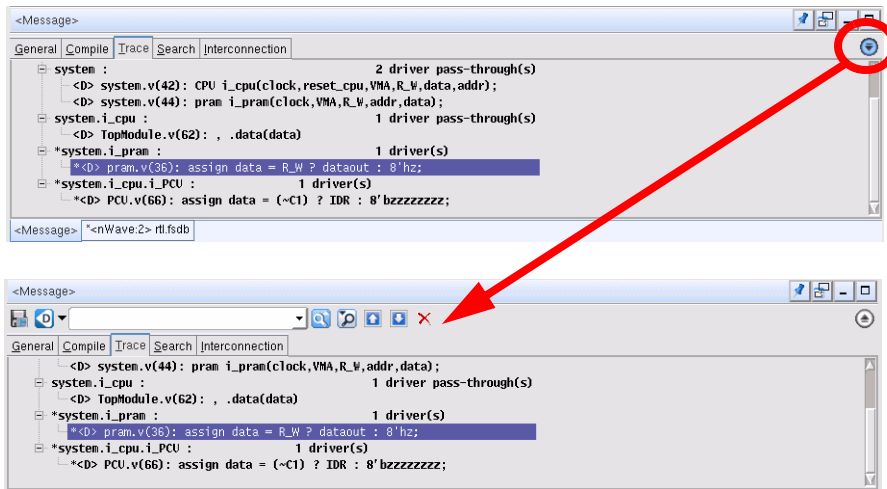 <Message>
General Compile Trace Search Interconnection
system : 2 driver pass-through(s)
<D> system.v(42): CPU i_cpu(clock,reset_cpu,VMA,R_W,data,addr);
<D> system.v(44): pram i_pram(clock,VMA,R_W,addr,data);
system.i_cpu : 1 driver pass-through(s)
<D> TopModule.v(62): , .data(data)
*system.i_pram : 1 driver(s)
*<D> pram.v(36): assign data = R_W ? dataout : 8'hz;
*system.i_cpu.i_PCU : 1 driver(s)
*<D> PCU.v(66): assign data = (~C1) ? IDR : 8'bzzzzzzzz;
<Message> *<nWave:2> rtl.fsdb
<Message>
D
General Compile Trace Search Interconnection
<D> system.v(44): pram i_pram(clock,VMA,R_W,addr,data);
system.i_cpu : 1 driver pass-through(s)
<D> TopModule.v(62): , .data(data)
*system.i_pram : 1 driver(s)
*<D> pram.v(36): assign data = R_W ? dataout : 8'hz;
*system.i_cpu.i_PCU : 1 driver(s)
*<D> PCU.v(66): assign data = (~C1) ? IDR : 8'bzzzzzzzz;